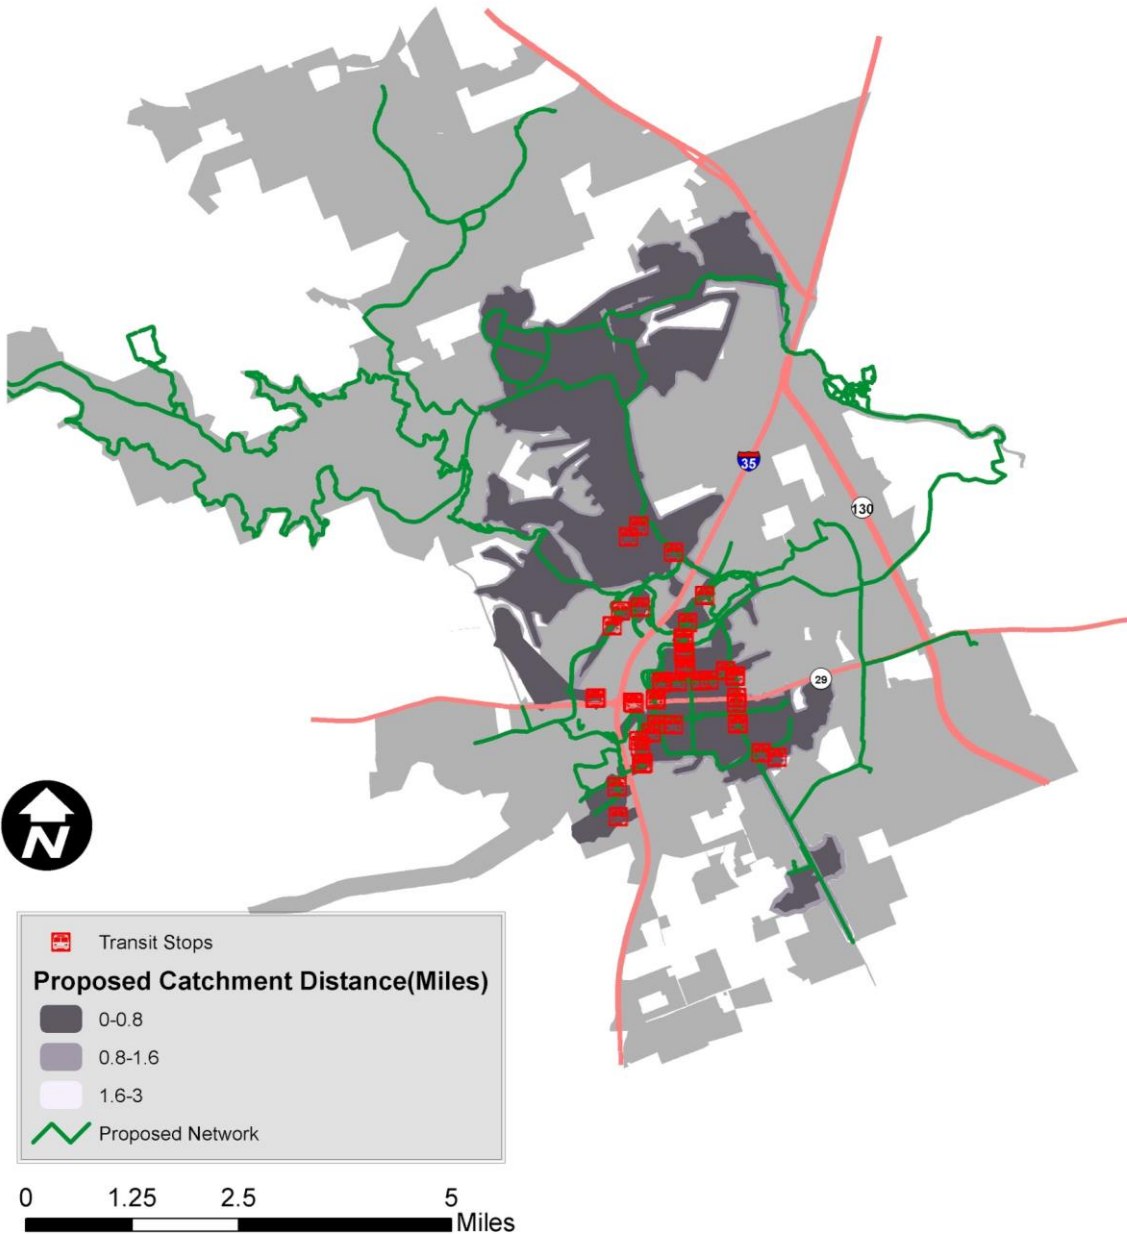 35
130
29
N
Transit Stops
Proposed Catchment Distance(Miles)
0-0.8
0.8-1.6
1.6-3
Proposed Network
0 1.25 2.5 5
Miles